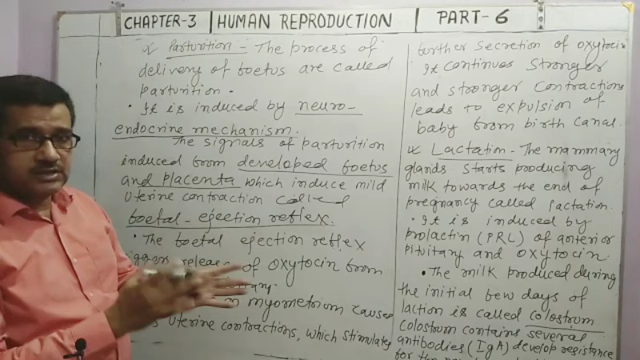 CHAPTER-3 HUMAN REPRODUCTION PART-6
* Parturition - The process of
delivery of foetus are called
parturition.
• It is induced by neuro-
endocrine mechanism.
The signals of parturition
induced from developed foetus
and placenta which induce mild
uterine contraction called
foetal-ejection reflex.
• The foetal ejection reflex
release of oxytocin from
myometrium caused
uterine contractions, which stimulates
further secretion of oxytocin
It continues stronger
and stronger contractions
leads to expulsion of
baby from birth canal.
* Lactation - The mammary
glands starts producing
milk towards the end of
pregnancy called lactation.
• It is induced by
prolactin (PRL) of anterior
pituitary and oxytocin.
• The milk produced during
the initial few days of
lactation is called colostrum
colostrum contains several
antibodies (IgA) develop resistance
for the